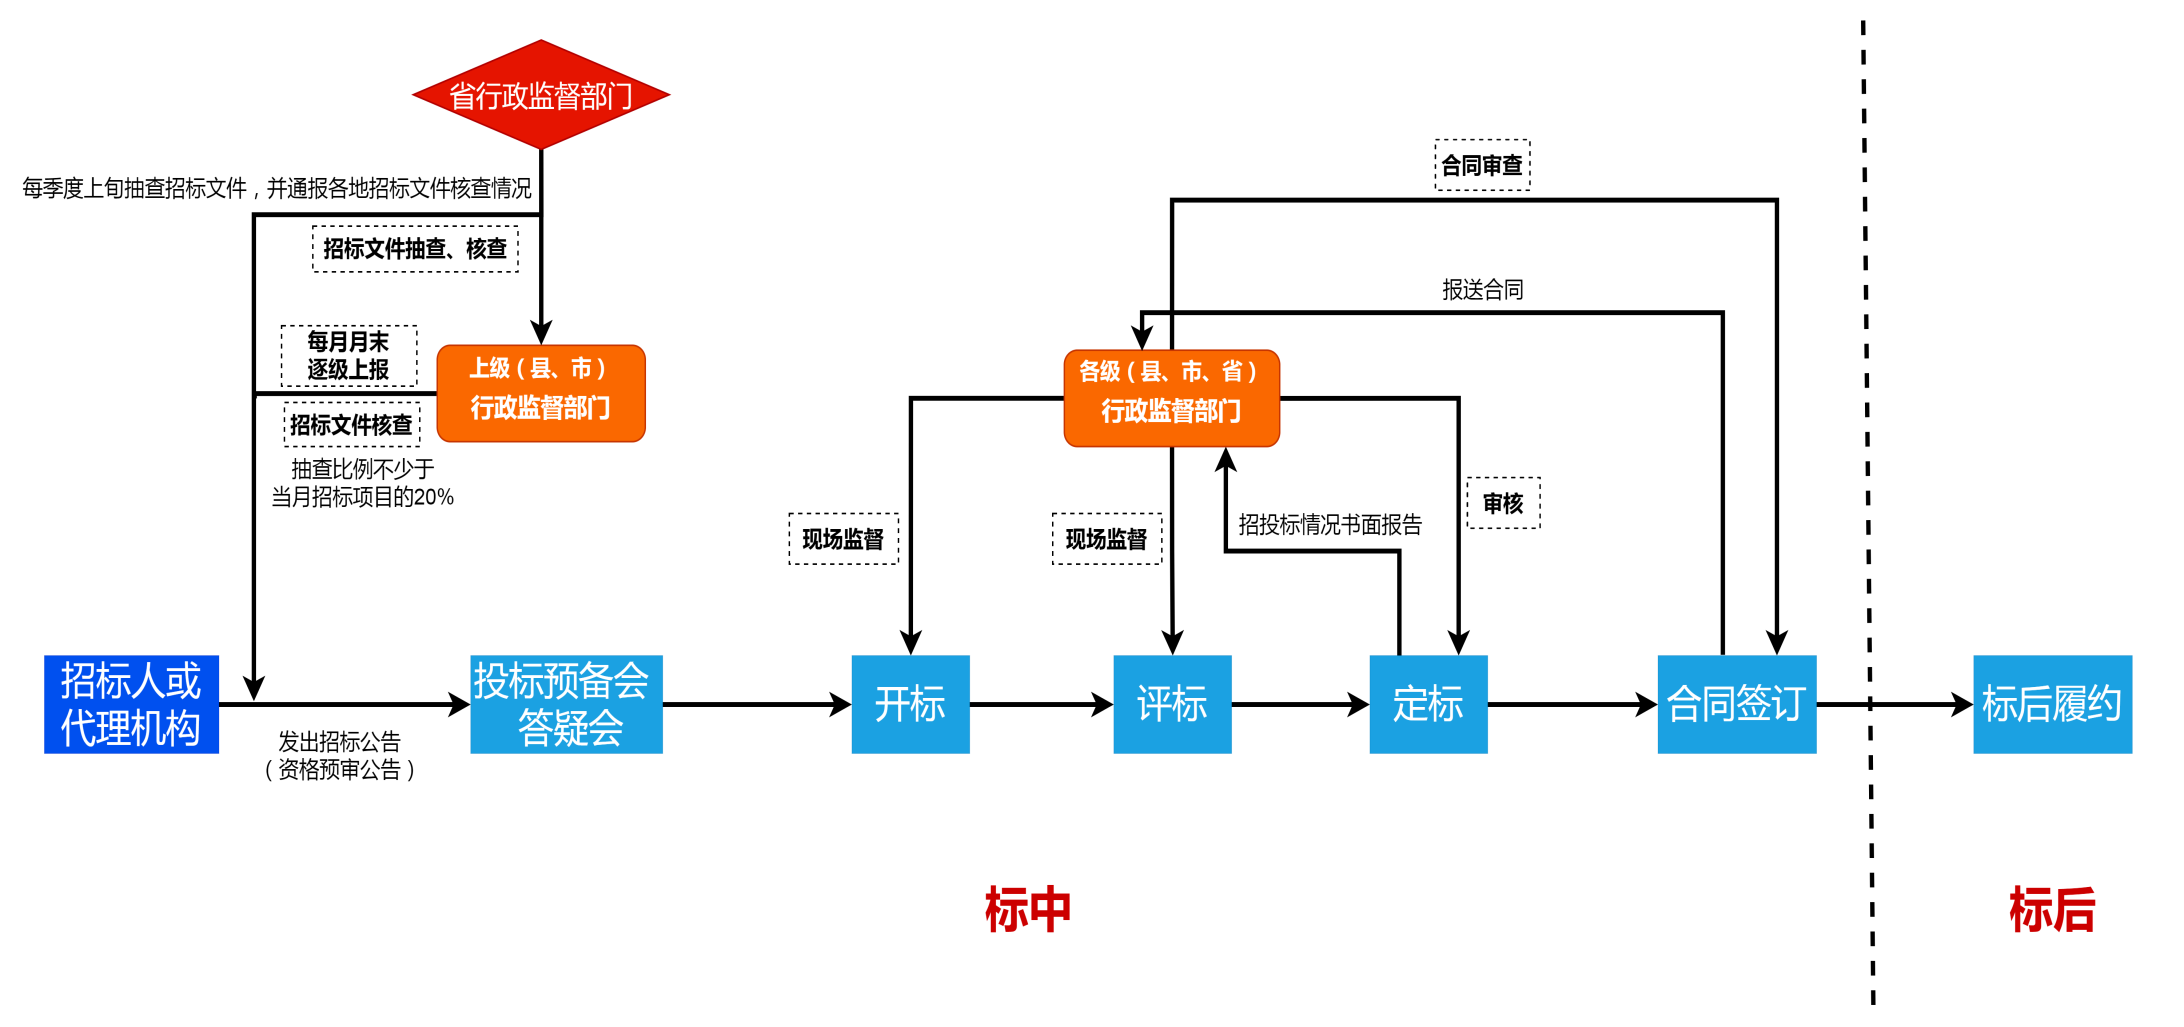 省行政监督部门
每季度上旬抽查招标文件，并通报各地招标文件核查情况
招标文件抽查、核查
每月月末
逐级上报
上级（县、市）
行政监督部门
招标文件核查
抽查比例不少于
当月招标项目的20%
合同审查
报送合同
各级（县、市、省）
行政监督部门
现场监督
现场监督
招投标情况书面报告
审核
招标人或
代理机构
发出招标公告
（资格预审公告）
投标预备会
答疑会
开标
评标
定标
合同签订
标后履约
标中
标后